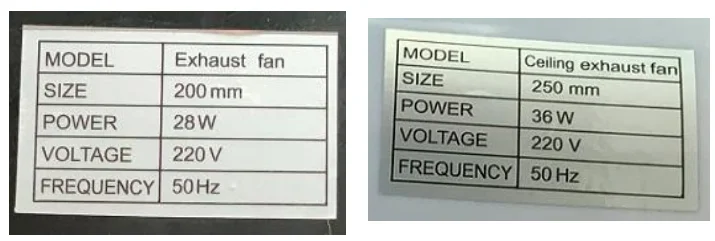 MODEL Exhaust fan
SIZE 200 mm
POWER 28 W
VOLTAGE 220 V
FREQUENCY 50 Hz
MODEL Ceiling exhaust fan
SIZE 250 mm
POWER 36 W
VOLTAGE 220 V
FREQUENCY 50 Hz